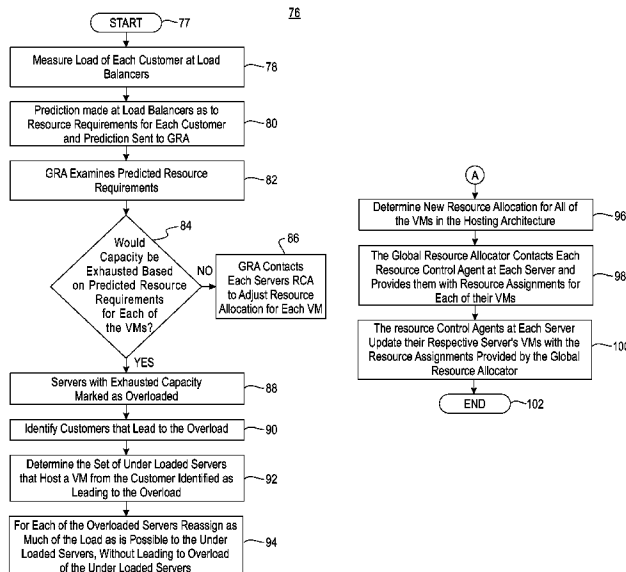 76
START
77
Measure Load of Each Customer at Load
Balancers
78
Prediction made at Load Balancers as to
Resource Requirements for Each Customer
and Prediction Sent to GRA
80
GRA Examines Predicted Resource
Requirements
82
84
Would
Capacity be
Exhausted Based
on Predicted Resource
Requirements
for Each of
the VMs?
NO
86
GRA Contacts
Each Servers RCA
to Adjust Resource
Allocation for Each VM
YES
Servers with Exhausted Capacity
Marked as Overloaded
88
Identify Customers that Lead to the Overload
90
Determine the Set of Under Loaded Servers
that Host a VM from the Customer Identified as
Leading to the Overload
92
For Each of the Overloaded Servers Reassign as
Much of the Load as is Possible to the Under
Loaded Servers, Without Leading to Overload
of the Under Loaded Servers
94
A
Determine New Resource Allocation for All of
the VMs in the Hosting Architecture
96
The Global Resource Allocator Contacts Each
Resource Control Agent at Each Server and
Provides them with Resource Assignments for
Each of their VMs
98
The resource Control Agents at Each Server
Update their Respective Server's VMs with the
Resource Assignments Provided by the Global
Resource Allocator
100
END
102